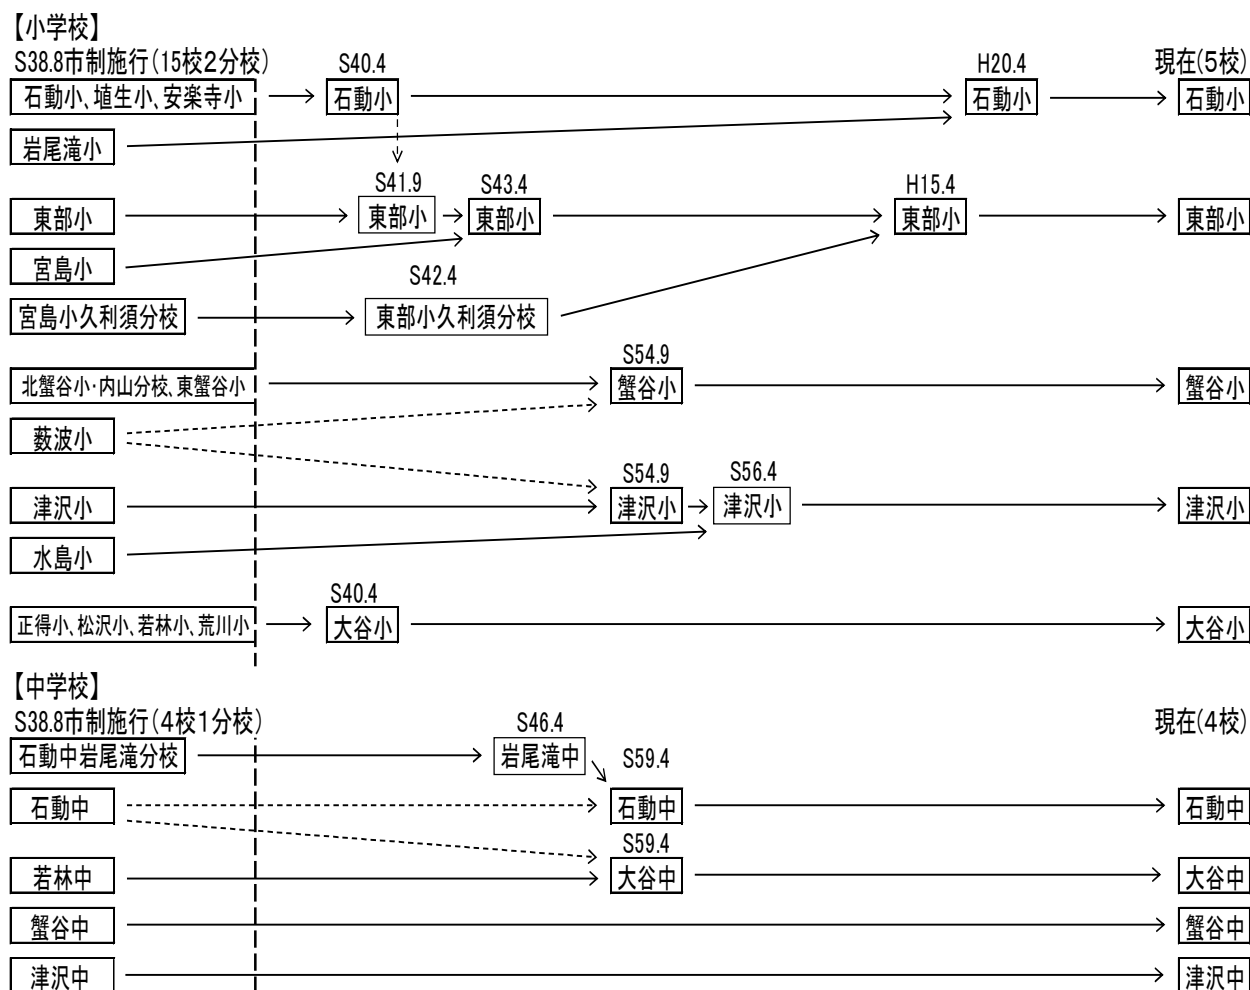 【小学校】
S38.8市制施行(15校2分校) S40.4 H20.4 現在(5校)
石動小、埴生小、安楽寺小 石動小 石動小 石動小
岩尾滝小
S41.9 S43.4 H15.4
東部小 東部小 東部小 東部小 東部小
宮島小
S42.4
宮島小久利須分校 東部小久利須分校
S54.9
北蟹谷小・内山分校、東蟹谷小 蟹谷小 蟹谷小
薮波小
S54.9 S56.4
津沢小 津沢小 津沢小 津沢小
水島小
S40.4
正得小、松沢小、若林小、荒川小 大谷小 大谷小
【中学校】
S38.8市制施行(4校1分校) S46.4 現在(4校)
石動中岩尾滝分校 岩尾滝中 S59.4
石動中 石動中 石動中
S59.4
若林中 大谷中 大谷中
蟹谷中 蟹谷中
津沢中 津沢中